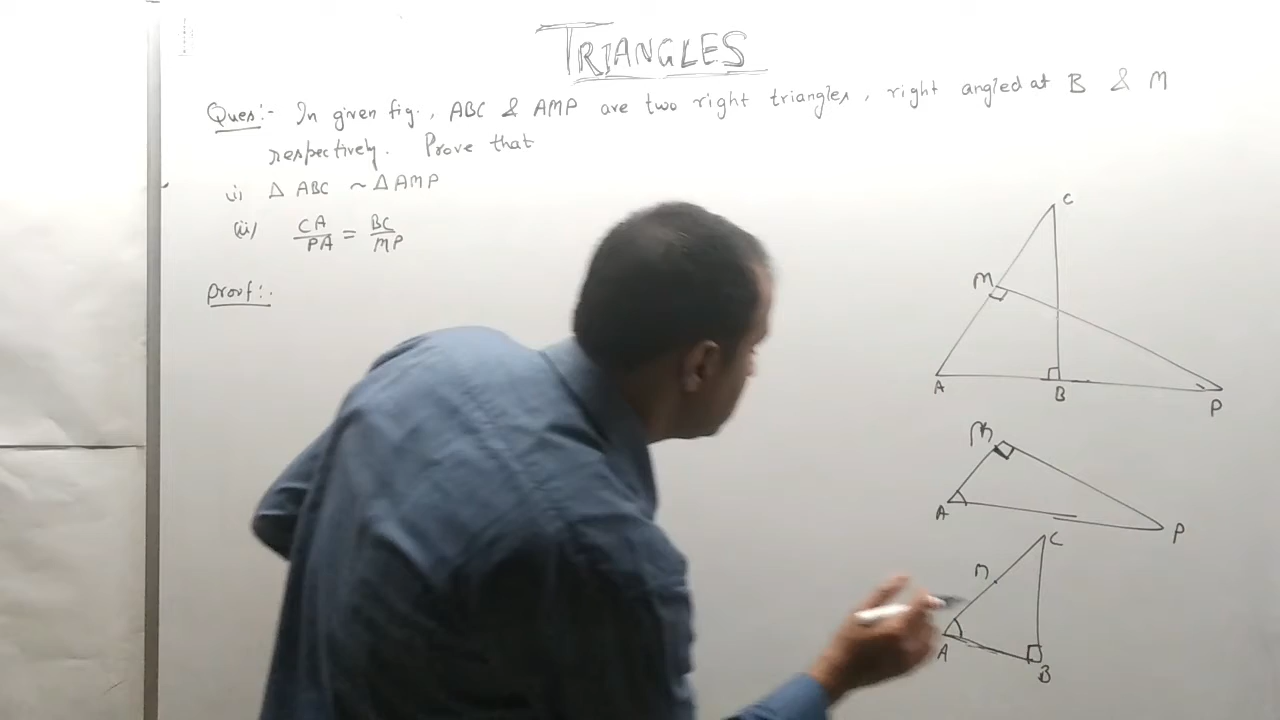 TRIANGLES
Ques:- In given fig., ABC & AMP are two right triangles, right angled at B & M
respectively. Prove that
(i) Δ ABC ~ Δ AMP
(ii) CA/PA = BC/MP
Proof:-
C
M
A
B
P
M
A
P
C
M
A
B